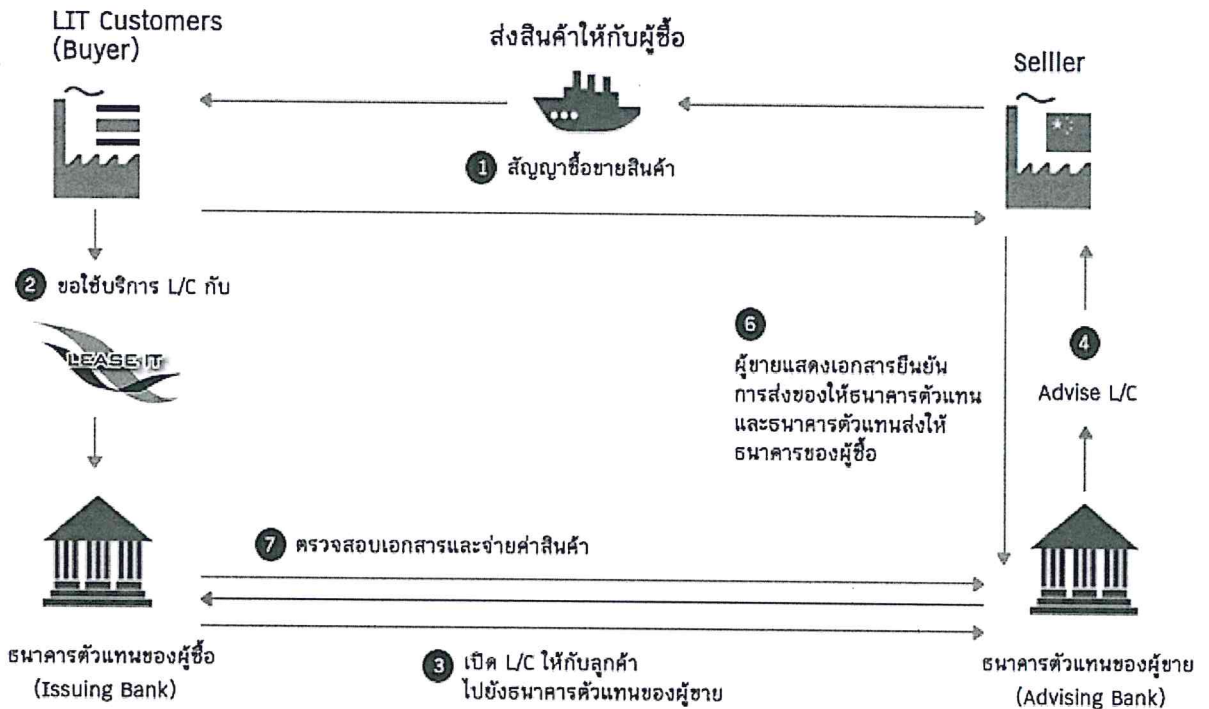 LIT Customers
(Buyer)
ส่งสินค้าให้กับผู้ซื้อ
Selller
1 สัญญาซื้อขายสินค้า
2 ขอใช้บริการ L/C กับ
LEASE IT
6
ผู้ขายแสดงเอกสารยืนยัน
การส่งของให้ธนาคารตัวแทน
และธนาคารตัวแทนส่งให้
ธนาคารของผู้ซื้อ
4
Advise L/C
7 ตรวจสอบเอกสารและจ่ายค่าสินค้า
ธนาคารตัวแทนของผู้ซื้อ
(Issuing Bank)
3 เปิด L/C ให้กับลูกค้า
ไปยังธนาคารตัวแทนของผู้ขาย
ธนาคารตัวแทนของผู้ขาย
(Advising Bank)